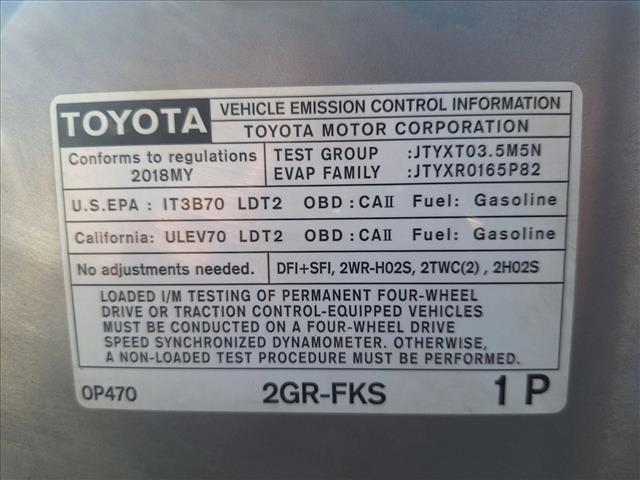 TOYOTA
VEHICLE EMISSION CONTROL INFORMATION
TOYOTA MOTOR CORPORATION
Conforms to regulations
2018MY
TEST GROUP :JTYXT03.5M5N
EVAP FAMILY :JTYXR0165P82
U.S.EPA : IT3B70 LDT2 OBD:CAII Fuel: Gasoline
California: ULEV70 LDT2 OBD:CAII Fuel: Gasoline
No adjustments needed.
DFI+SFI, 2WR-HO2S, 2TWC(2), 2HO2S
LOADED I/M TESTING OF PERMANENT FOUR-WHEEL
DRIVE OR TRACTION CONTROL-EQUIPPED VEHICLES
MUST BE CONDUCTED ON A FOUR-WHEEL DRIVE
SPEED SYNCHRONIZED DYNAMOMETER. OTHERWISE,
A NON-LOADED TEST PROCEDURE MUST BE PERFORMED.
0P470
2GR-FKS
1 P